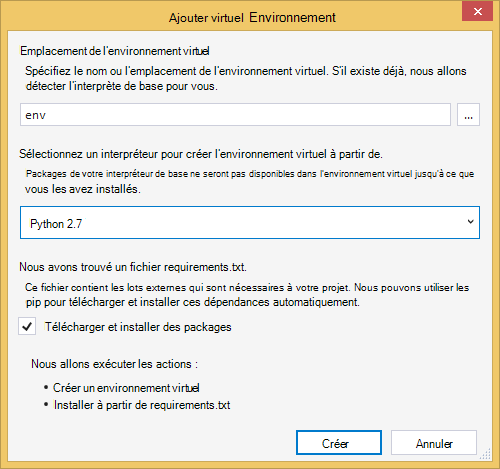 Ajouter virtuel Environnement
Emplacement de l'environnement virtuel
Spécifiez le nom ou l'emplacement de l'environnement virtuel. S'il existe déjà, nous allons
détecter l'interprète de base pour vous.
env
...
Sélectionnez un interpréteur pour créer l'environnement virtuel à partir de.
Packages de votre interpréteur de base ne seront pas disponibles dans l'environnement virtuel jusqu'à ce que
vous les avez installés.
Python 2.7
Nous avons trouvé un fichier requirements.txt.
Ce fichier contient les lots externes qui sont nécessaires à votre projet. Nous pouvons utiliser les
pip pour télécharger et installer ces dépendances automatiquement.
Télécharger et installer des packages
Nous allons exécuter les actions :
• Créer un environnement virtuel
• Installer à partir de requirements.txt
Créer
Annuler